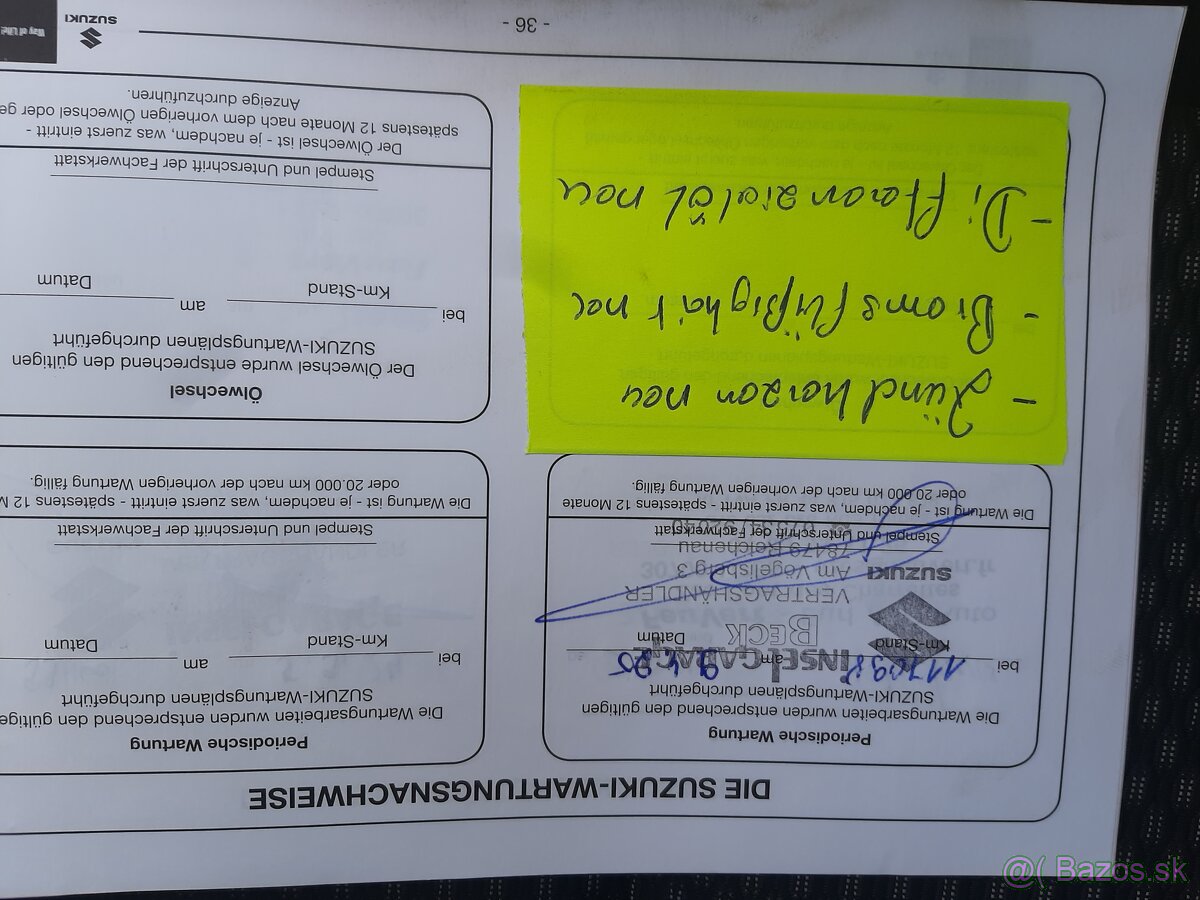 DIE SUZUKI-WARTUNGSNACHWEISE
Periodische Wartung
Die Wartungsarbeiten wurden entsprechend den gültigen
SUZUKI-Wartungsplänen durchgeführt
bei am
Km-Stand Datum
INSELGARAGE
BECK
VERTRAGSHÄNDLER
SUZUKI
Am Vögelisberg 3
78479 Reichenau
Stempel und Unterschrift der Fachwerkstatt
Die Wartung ist - je nachdem, was zuerst eintritt - spätestens 12 Monate
oder 20.000 km nach der vorherigen Wartung fällig.
Periodische Wartung
Die Wartungsarbeiten wurden entsprechend den gültige
SUZUKI-Wartungsplänen durchgeführt
bei am
Km-Stand Datum
Stempel und Unterschrift der Fachwerkstatt
Die Wartung ist - je nachdem, was zuerst eintritt - spätestens 12 M
oder 20.000 km nach der vorherigen Wartung fällig.
- Zündkerzen neu
- Bremsflüßigkeit neu
- Differenzialöl neu
Ölwechsel
Der Ölwechsel wurde entsprechend den gültigen
SUZUKI-Wartungsplänen durchgeführt
bei am
Km-Stand Datum
Stempel und Unterschrift der Fachwerkstatt
Der Ölwechsel ist - je nachdem, was zuerst eintritt -
spätestens 12 Monate nach dem vorherigen Ölwechsel oder ge
Anzeige durchzuführen.
- 36 -
SUZUKI
Way of Life!
@( Bazos.sk